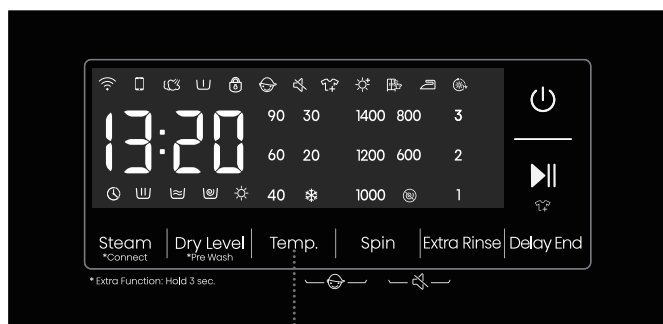 13:20
90 30 1400 800 3
60 20 1200 600 2
40 1000 1
Steam Dry Level Temp. Spin Extra Rinse Delay End
*Connect *Pre Wash
* Extra Function: Hold 3 sec.